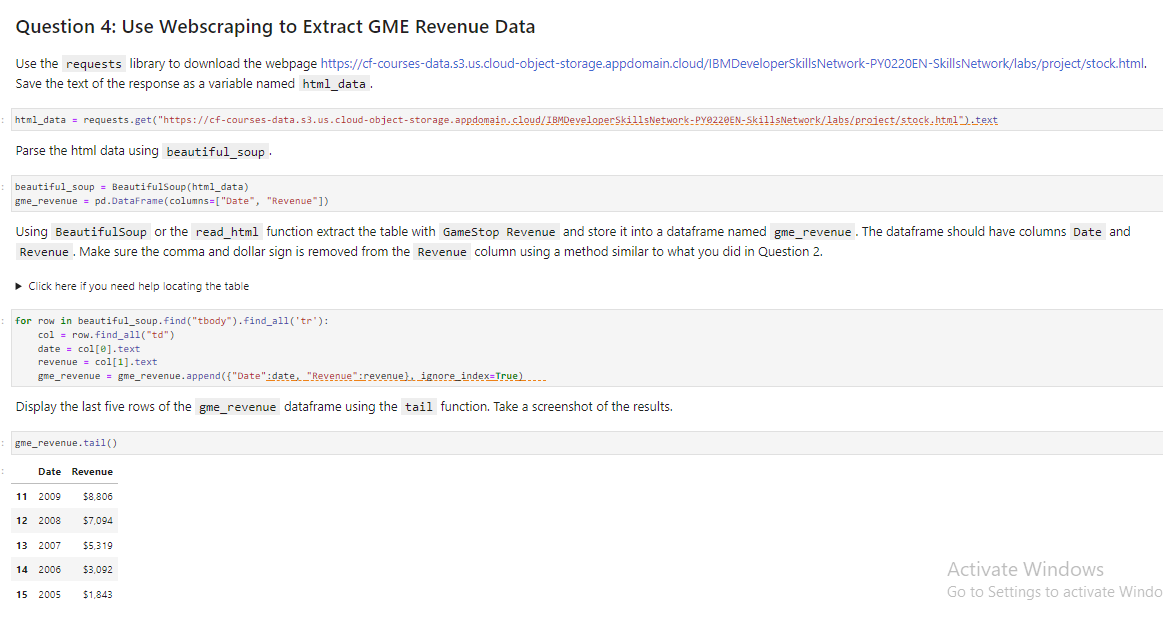 Question 4: Use Webscraping to Extract GME Revenue Data
Use the requests library to download the webpage https://cf-courses-data.s3.us.cloud-object-storage.appdomain.cloud/IBMDeveloperSkillsNetwork-PY0220EN-SkillsNetwork/labs/project/stock.html.
Save the text of the response as a variable named html_data.
html_data = requests.get("https://cf-courses-data.s3.us.cloud-object-storage.appdomain.cloud/IBMDeveloperSkillsNetwork-PY0220EN-SkillsNetwork/labs/project/stock.html").text
Parse the html data using beautiful_soup.
beautiful_soup = BeautifulSoup(html_data)
gme_revenue = pd.DataFrame(columns=["Date", "Revenue"])
Using BeautifulSoup or the read_html function extract the table with GameStop Revenue and store it into a dataframe named gme_revenue. The dataframe should have columns Date and
Revenue. Make sure the comma and dollar sign is removed from the Revenue column using a method similar to what you did in Question 2.
▶ Click here if you need help locating the table
for row in beautiful_soup.find("tbody").find_all('tr'):
    col = row.find_all("td")
    date = col[0].text
    revenue = col[1].text
    gme_revenue = gme_revenue.append({"Date":date, "Revenue":revenue}, ignore_index=True)
Display the last five rows of the gme_revenue dataframe using the tail function. Take a screenshot of the results.
gme_revenue.tail()
Date Revenue
11 2009 $8,806
12 2008 $7,094
13 2007 $5,319
14 2006 $3,092
15 2005 $1,843
Activate Windows
Go to Settings to activate Windo